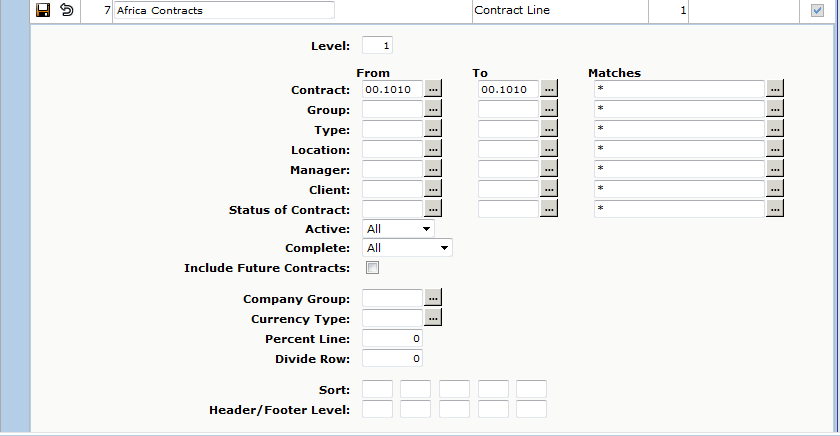 7 Africa Contracts Contract Line 1
Level: 1
From To Matches
Contract: 00.1010 ... 00.1010 ... * ...
Group: ... ... * ...
Type: ... ... * ...
Location: ... ... * ...
Manager: ... ... * ...
Client: ... ... * ...
Status of Contract: ... ... * ...
Active: All
Complete: All
Include Future Contracts:
Company Group: ...
Currency Type: ...
Percent Line: 0
Divide Row: 0
Sort:
Header/Footer Level: